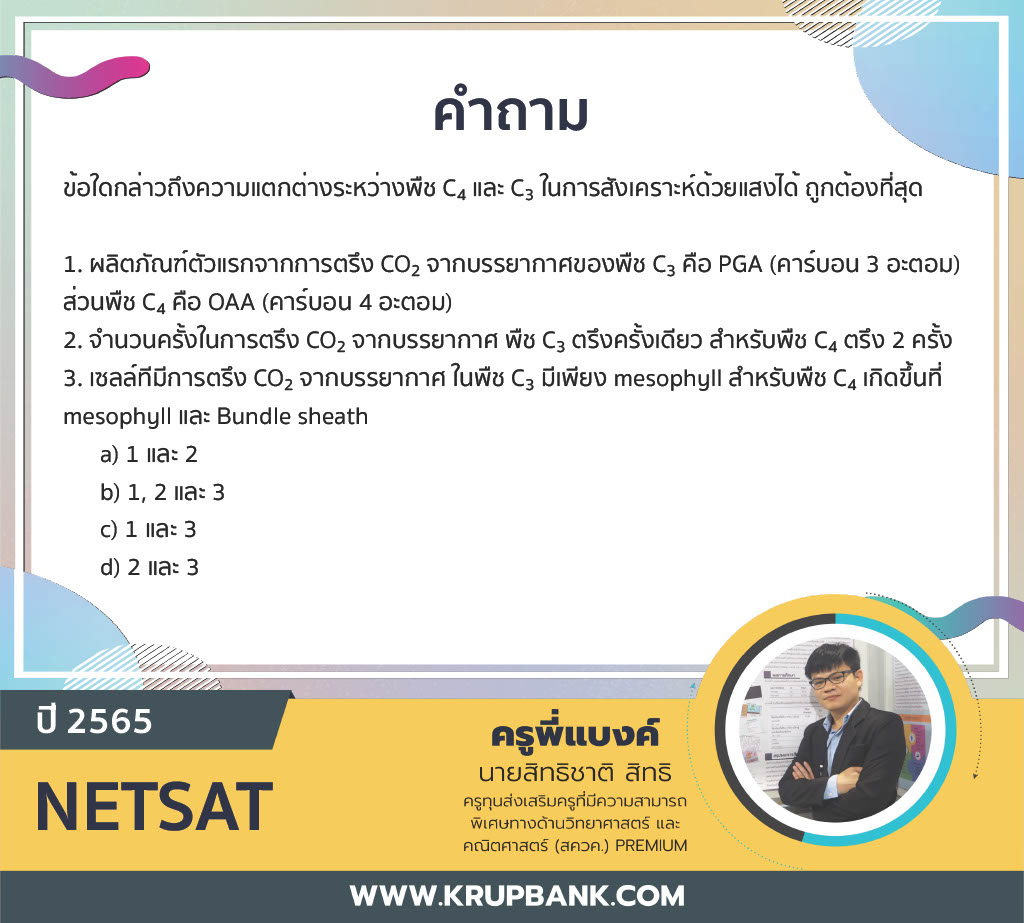 คำถาม
ข้อใดกล่าวถึงความแตกต่างระหว่างพืช C₄ และ C₃ ในการสังเคราะห์ด้วยแสงได้ ถูกต้องที่สุด
1. ผลิตภัณฑ์ตัวแรกจากการตรึง CO₂ จากบรรยากาศของพืช C₃ คือ PGA (คาร์บอน 3 อะตอม)
ส่วนพืช C₄ คือ OAA (คาร์บอน 4 อะตอม)
2. จำนวนครั้งในการตรึง CO₂ จากบรรยากาศ พืช C₃ ตรึงครั้งเดียว สำหรับพืช C₄ ตรึง 2 ครั้ง
3. เซลล์ทีมีการตรึง CO₂ จากบรรยากาศ ในพืช C₃ มีเพียง mesophyll สำหรับพืช C₄ เกิดขึ้นที่
mesophyll และ Bundle sheath
a) 1 และ 2
b) 1, 2 และ 3
c) 1 และ 3
d) 2 และ 3
ปี 2565
NETSAT
ครูพี่แบงค์
นายสิทธิชาติ สิทธิ
ครูทุนส่งเสริมครูที่มีความสามารถ
พิเศษทางด้านวิทยาศาสตร์ และ
คณิตศาสตร์ (สควค.) PREMIUM
WWW.KRUPBANK.COM